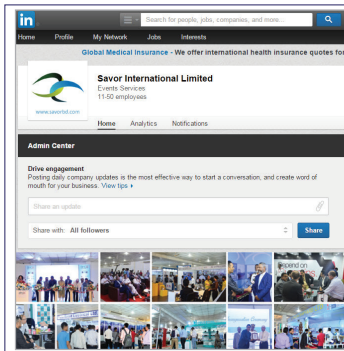 in
Search for people, jobs, companies, and more...
Home Profile My Network Jobs Interests
Global Medical Insurance - We offer international health insurance quotes for
Savor International Limited
Events Services
11-50 employees
www.savorbd.com
Home Analytics Notifications
Admin Center
Drive engagement
Posting daily company updates is the most effective way to start a conversation, and create word of
mouth for your business. View tips
Share an update
Share with: All followers
Share